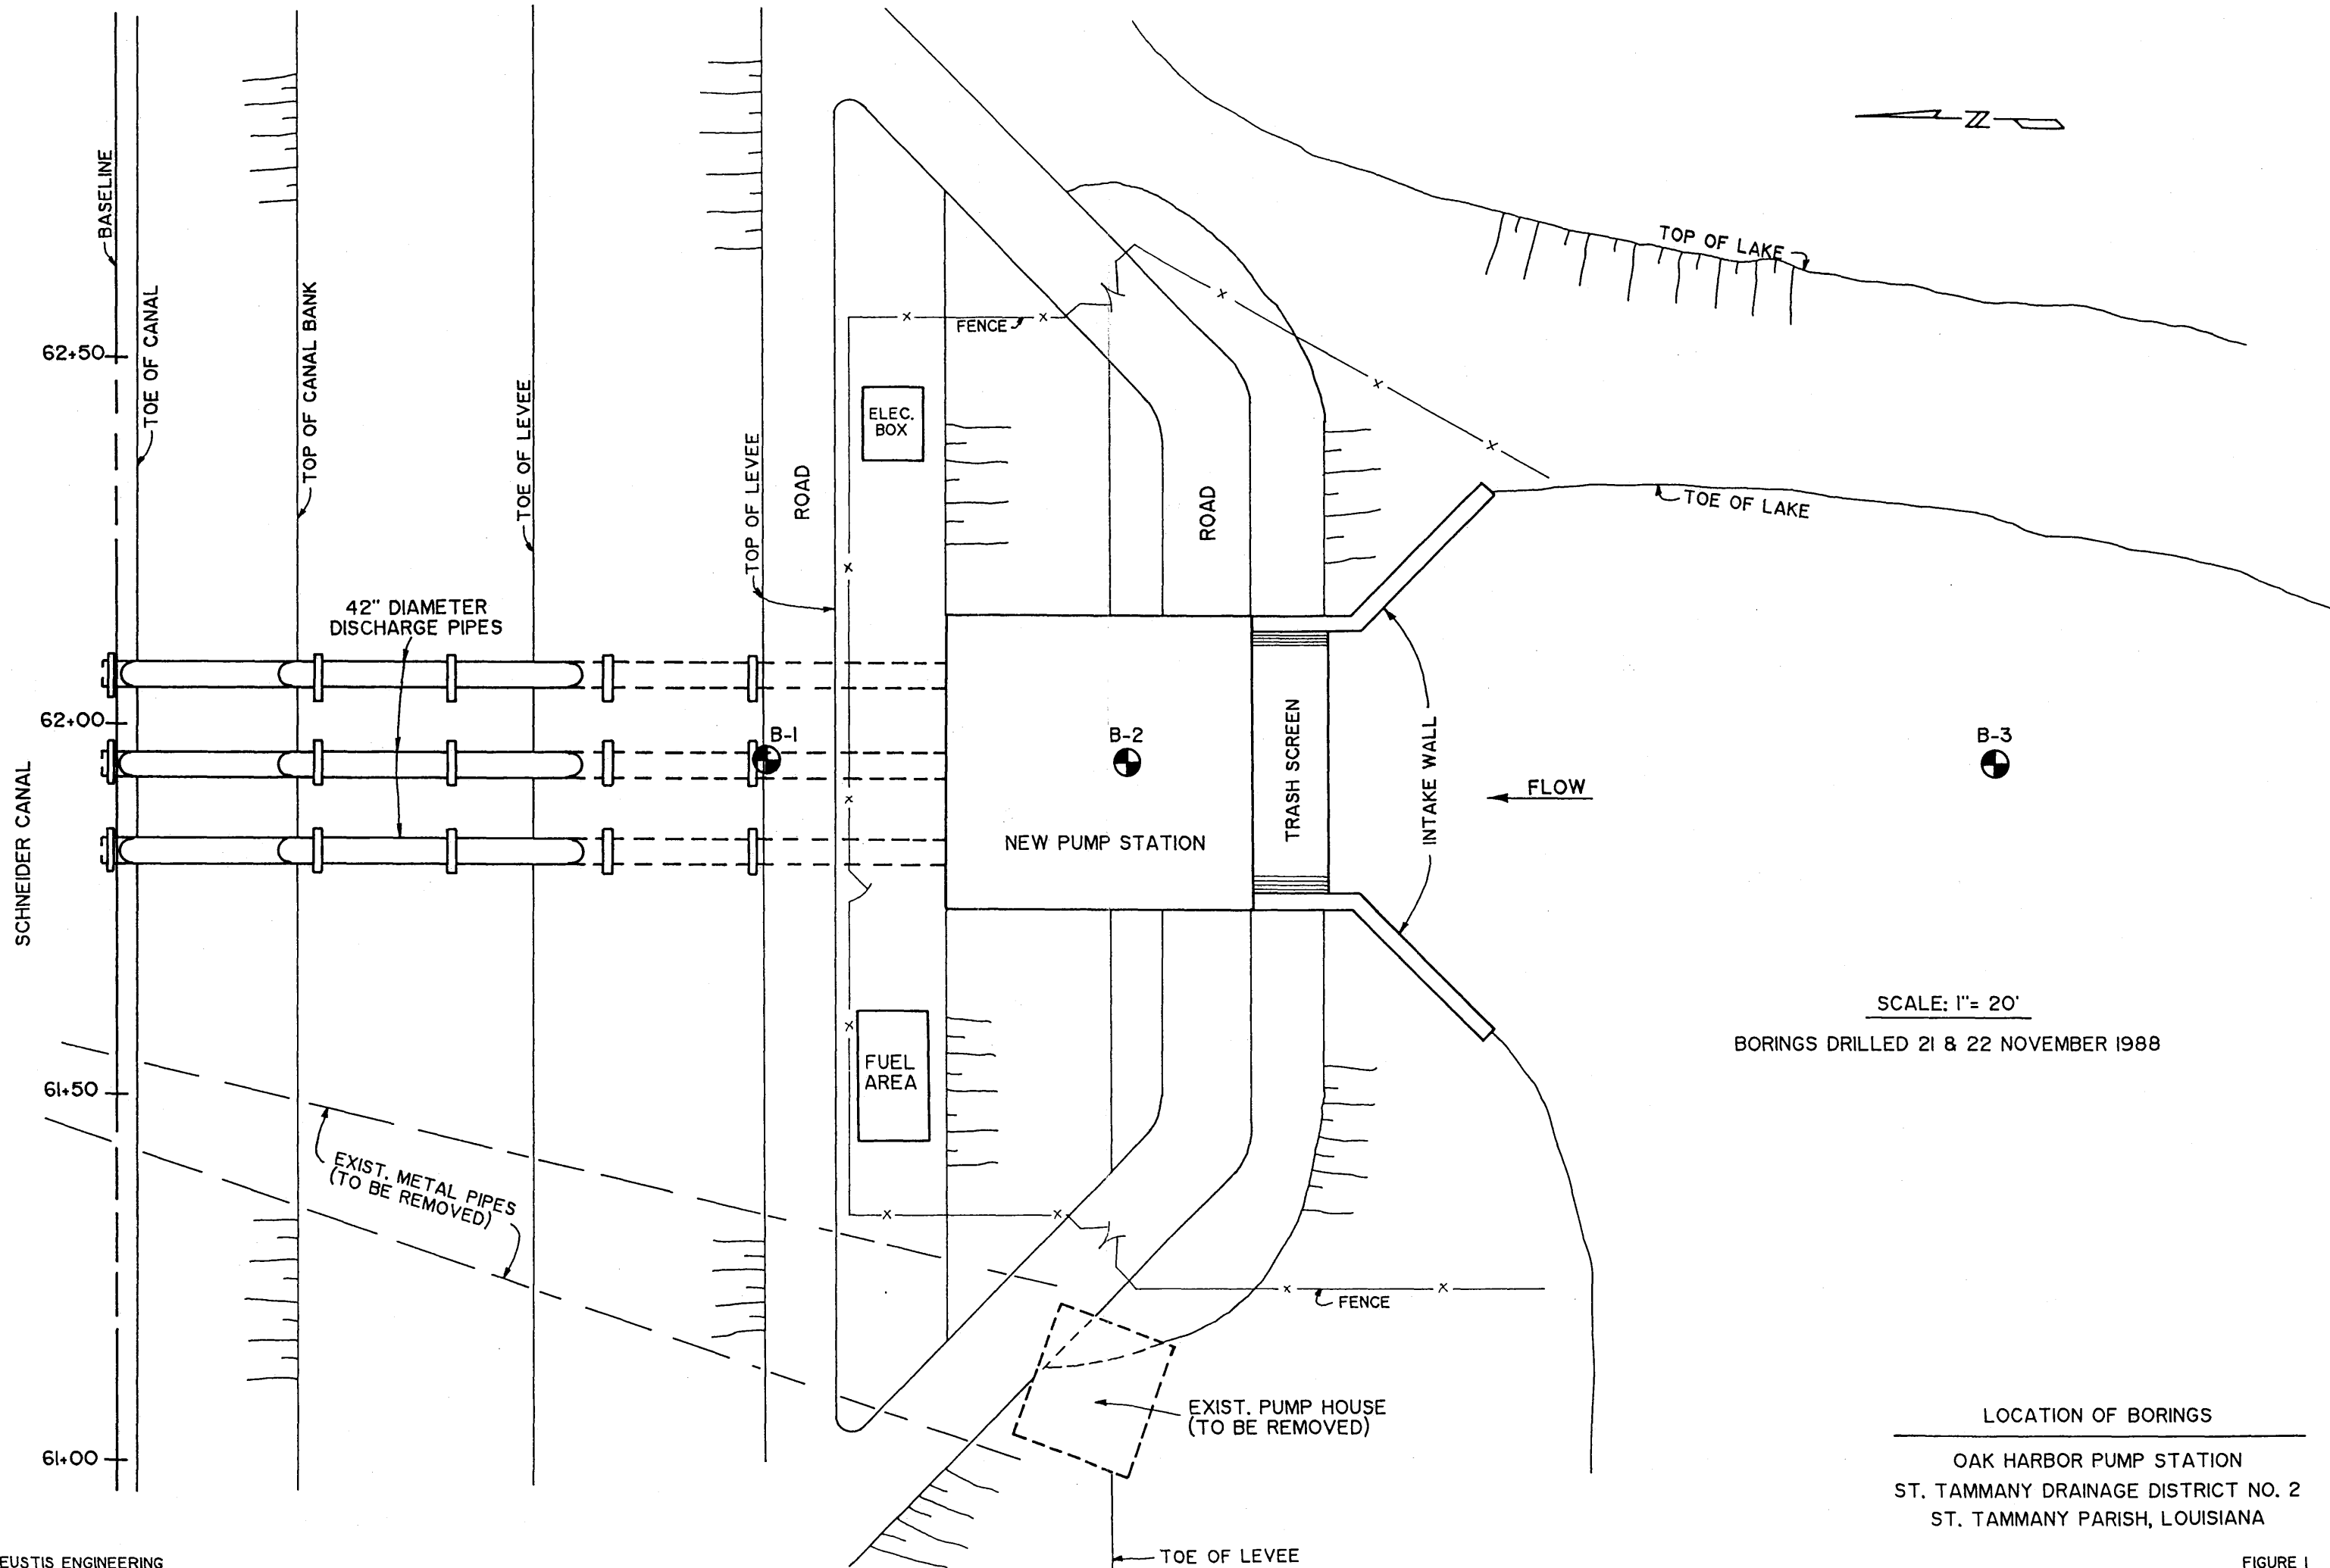 BASELINE
TOE OF CANAL
TOP OF CANAL BANK
TOE OF LEVEE
TOP OF LEVEE
ROAD
FENCE
ELEC.
BOX
ROAD
Z
TOP OF LAKE
TOE OF LAKE
62+50
42" DIAMETER
DISCHARGE PIPES
62+00
SCHNEIDER CANAL
B-1
B-2
NEW PUMP STATION
TRASH SCREEN
INTAKE WALL
FLOW
B-3
SCALE: 1"= 20'
BORINGS DRILLED 21 & 22 NOVEMBER 1988
61+50
EXIST. METAL PIPES
(TO BE REMOVED)
FUEL
AREA
FENCE
EXIST. PUMP HOUSE
(TO BE REMOVED)
61+00
TOE OF LEVEE
LOCATION OF BORINGS
OAK HARBOR PUMP STATION
ST. TAMMANY DRAINAGE DISTRICT NO. 2
ST. TAMMANY PARISH, LOUISIANA
EUSTIS ENGINEERING
FIGURE 1